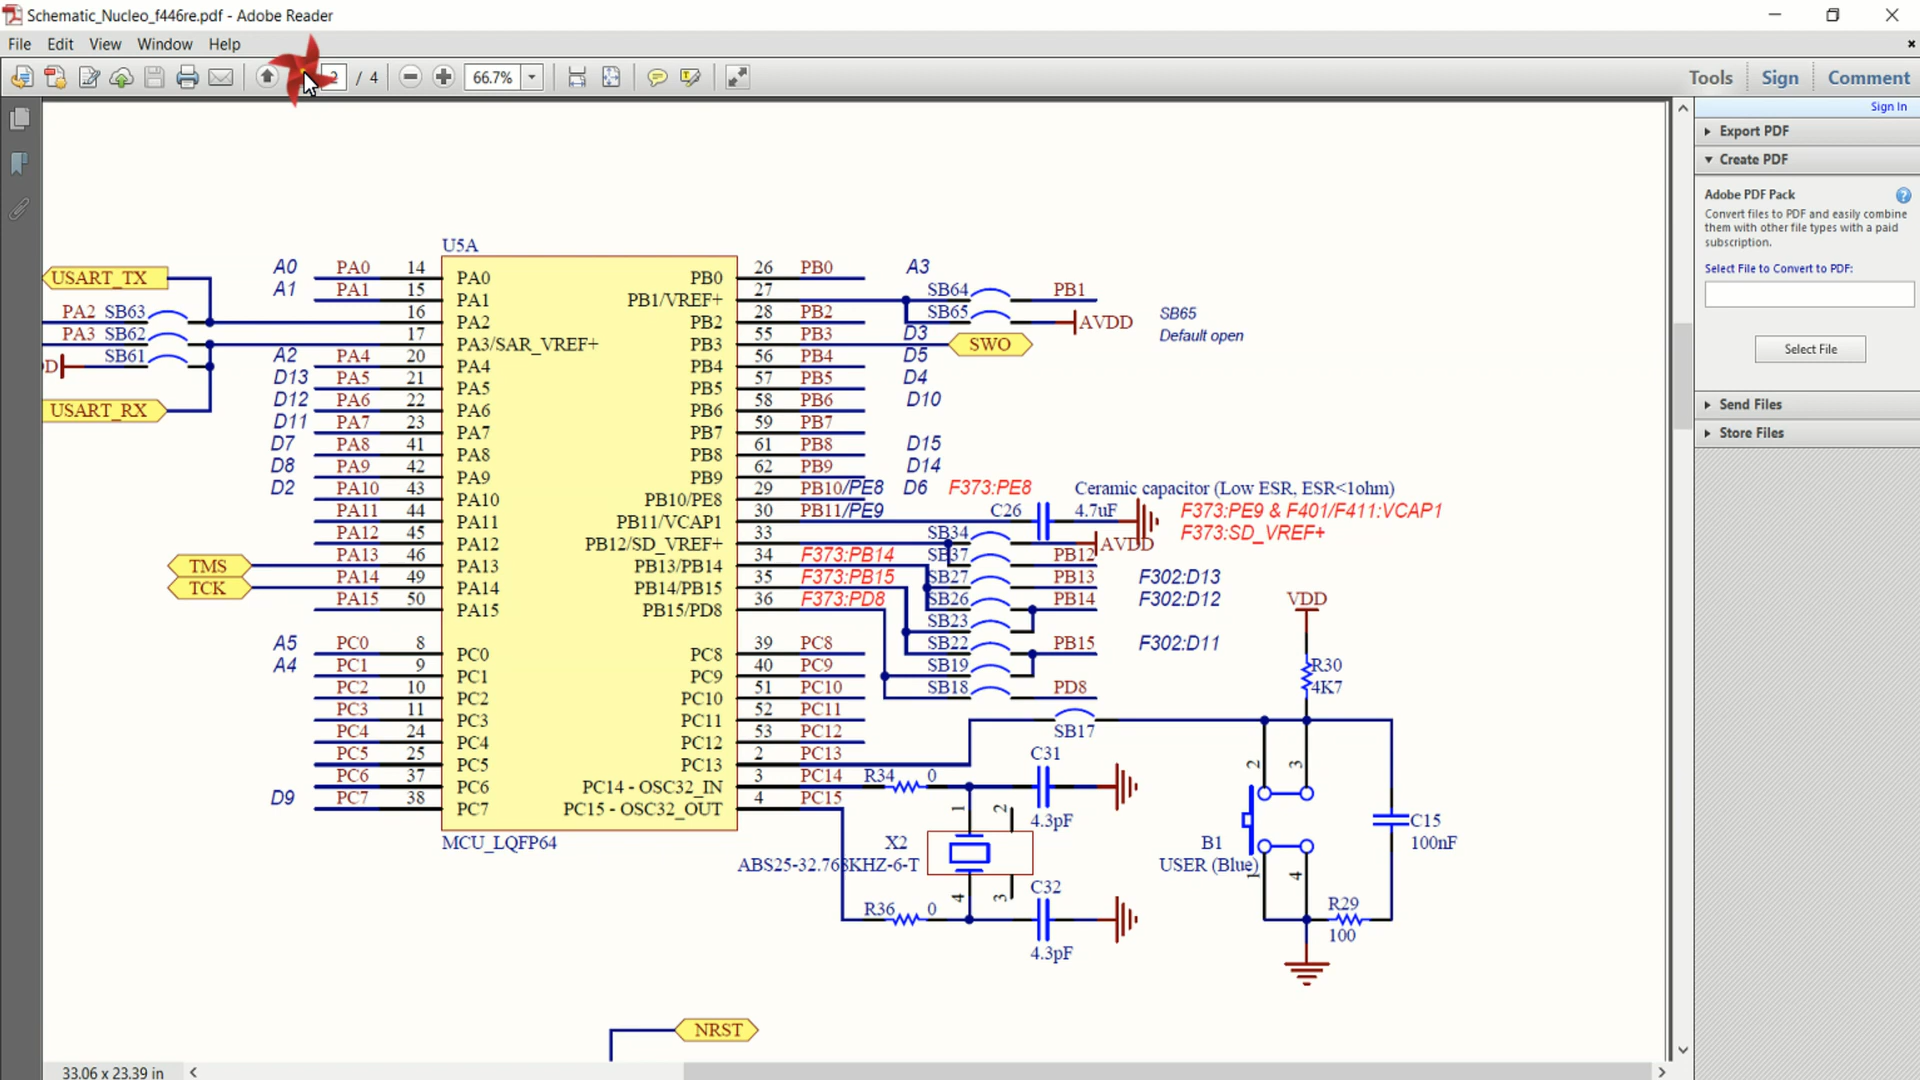 Schematic_Nucleo_f446re.pdf - Adobe Reader
File Edit View Window Help
2 / 4 66.7% Tools Sign Comment
Sign In
Export PDF
Create PDF
Adobe PDF Pack
Convert files to PDF and easily combine
them with other file types with a paid
subscription.
Select File to Convert to PDF:
Select File
Send Files
Store Files
U5A
USART_TX A0 PA0 14 PA0 PB0 26 PB0 A3
A1 PA1 15 PA1 PB1/VREF+ 27 SB64 PB1
PA2 SB63 16 PA2 PB2 28 PB2 SB65 AVDD SB65
Default open
PA3 SB62 17 PA3/SAR_VREF+ PB3 55 PB3 D3 SWO
D SB61 A2 PA4 20 PA4 PB4 56 PB4 D5
D13 PA5 21 PA5 PB5 57 PB5 D4
USART_RX D12 PA6 22 PA6 PB6 58 PB6 D10
D11 PA7 23 PA7 PB7 59 PB7
D7 PA8 41 PA8 PB8 61 PB8 D15
D8 PA9 42 PA9 PB9 62 PB9 D14
D2 PA10 43 PA10 PB10/PE8 29 PB10/PE8 D6 F373:PE8 Ceramic capacitor (Low ESR, ESR<1ohm)
PA11 44 PA11 PB11/VCAP1 30 PB11/PE9 C26 4.7uF F373:PE9 & F401/F411:VCAP1
PA12 45 PA12 PB12/SD_VREF+ 33 SB34 AVDD F373:SD_VREF+
TMS PA13 46 PA13 PB13/PB14 34 F373:PB14 SB37 PB12
TCK PA14 49 PA14 PB14/PB15 35 F373:PB15 SB27 PB13 F302:D13
PA15 50 PA15 PB15/PD8 36 F373:PD8 SB26 PB14 F302:D12 VDD
SB23
A5 PC0 8 PC0 PC8 39 PC8 SB22 PB15 F302:D11
A4 PC1 9 PC1 PC9 40 PC9 SB19 R30
PC2 10 PC2 PC10 51 PC10 SB18 PD8 4K7
PC3 11 PC3 PC11 52 PC11
PC4 24 PC4 PC12 53 PC12 SB17
PC5 25 PC5 PC13 2 PC13 C31 2 3
PC6 37 PC6 PC14 - OSC32_IN 3 PC14 R34 0
D9 PC7 38 PC7 PC15 - OSC32_OUT 4 PC15 1 2 4.3pF C15
MCU_LQFP64 X2 B1 100nF
ABS25-32.768KHZ-6-T USER (Blue)
4 3 C32 1 4
R36 0 R29
4.3pF 100
NRST
33.06 x 23.39 in